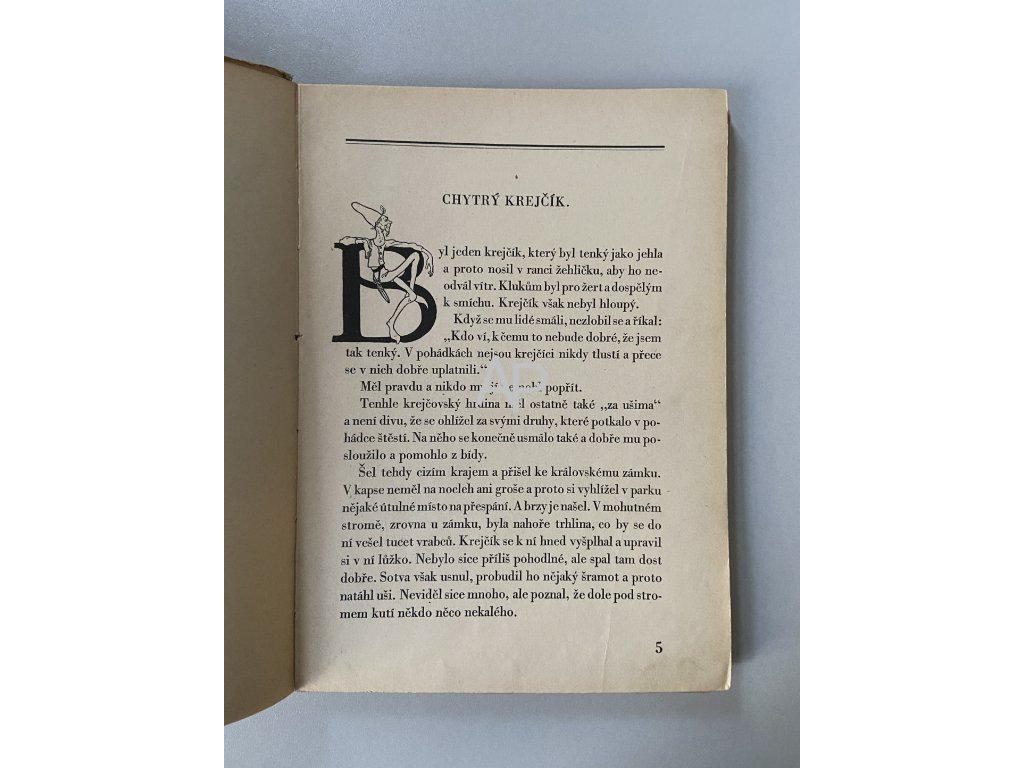 CHYTRÝ KREJČÍK.
Byl jeden krejčík, který byl tenký jako jehla
a proto nosil v ranci žehličku, aby ho ne-
odvál vítr. Klukům byl pro žert a dospělým
k smíchu. Krejčík však nebyl hloupý.
Když se mu lidé smáli, nezlobil se a říkal:
„Kdo ví, k čemu to nebude dobré, že jsem
tak tenký. V pohádkách nejsou krejčíci nikdy tlustí a přece
se v nich dobře uplatnili.“
Měl pravdu a nikdo mu jí popřít.
Tenhle krejčovský hrdina měl ostatně také „za ušima“
a není divu, že se ohlížel za svými druhy, které potkalo v po-
hádce štěstí. Na něho se konečně usmálo také a dobře mu po-
sloužilo a pomohlo z bídy.
Šel tehdy cizím krajem a přišel ke královskému zámku.
V kapse neměl na nocleh ani groše a proto si vyhlížel v parku
nějaké útulné místo na přespání. A brzy je našel. V mohutném
stromě, zrovna u zámku, byla nahoře trhlina, co by se do
ní vešel tucet vrabců. Krejčík se k ní hned vyšplhal a upravil
si v ní lůžko. Nebylo sice příliš pohodlné, ale spal tam dost
dobře. Sotva však usnul, probudil ho nějaký šramot a proto
natáhl uši. Neviděl sice mnoho, ale poznal, že dole pod stro-
mem kutí někdo něco nekalého.
5
AP